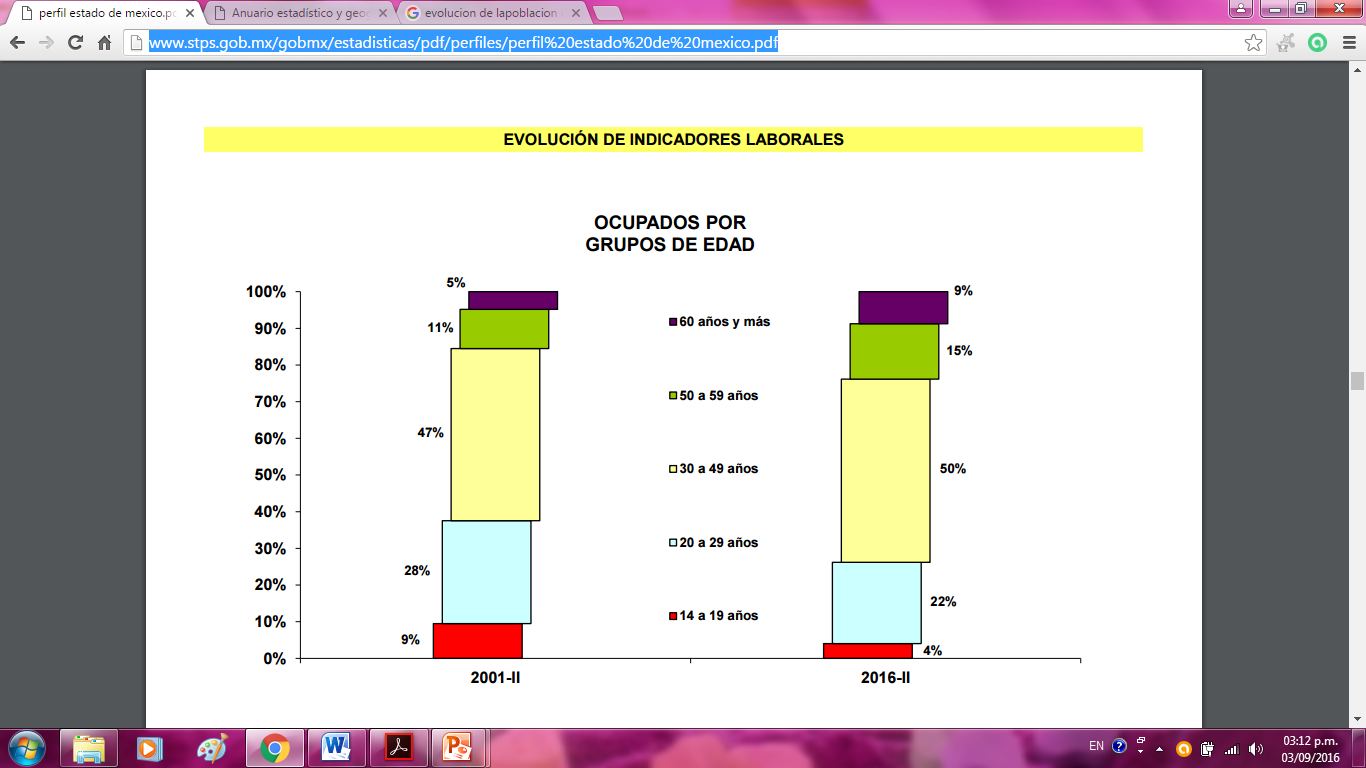 perfil estado de mexico.pd
Anuario estadístico y geog
evolucion de lapoblacion
www.stps.gob.mx/gobmx/estadisticas/pdf/perfiles/perfil%20estado%20de%20mexico.pdf
EVOLUCIÓN DE INDICADORES LABORALES
OCUPADOS POR
GRUPOS DE EDAD
100%
90%
80%
70%
60%
50%
40%
30%
20%
10%
0%
5%
11%
47%
28%
9%
60 años y más
50 a 59 años
30 a 49 años
20 a 29 años
14 a 19 años
9%
15%
50%
22%
4%
2001-II
2016-II
EN
03:12 p.m.
03/09/2016